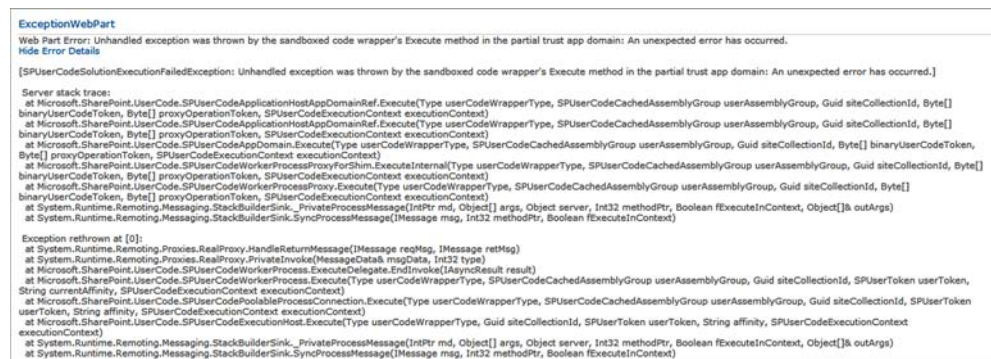 ExceptionWebPart
Web Part Error: Unhandled exception was thrown by the sandboxed code wrapper's Execute method in the partial trust app domain: An unexpected error has occurred.
Hide Error Details
[SPUserCodeSolutionExecutionFailedException: Unhandled exception was thrown by the sandboxed code wrapper's Execute method in the partial trust app domain: An unexpected error has occurred.]
Server stack trace:
at Microsoft.SharePoint.UserCode.SPUserCodeApplicationHostAppDomainRef.Execute(Type userCodeWrapperType, SPUserCodeCachedAssemblyGroup userAssemblyGroup, Guid siteCollectionId, Byte[]
binaryUserCodeToken, Byte[] proxyOperationToken, SPUserCodeExecutionContext executionContext)
at Microsoft.SharePoint.UserCode.SPUserCodeApplicationHostAppDomainRef.Execute(Type userCodeWrapperType, SPUserCodeCachedAssemblyGroup userAssemblyGroup, Guid siteCollectionId, Byte[]
binaryUserCodeToken, Byte[] proxyOperationToken, SPUserCodeExecutionContext executionContext)
at Microsoft.SharePoint.UserCode.SPUserCodeAppDomain.Execute(Type userCodeWrapperType, SPUserCodeCachedAssemblyGroup userAssemblyGroup, Guid siteCollectionId, Byte[] binaryUserCodeToken,
Byte[] proxyOperationToken, SPUserCodeExecutionContext executionContext)
at Microsoft.SharePoint.UserCode.SPUserCodeWorkerProcessProxyForShim.ExecuteInternal(Type userCodeWrapperType, SPUserCodeCachedAssemblyGroup userAssemblyGroup, Guid siteCollectionId, Byte[]
binaryUserCodeToken, Byte[] proxyOperationToken, SPUserCodeExecutionContext executionContext)
at Microsoft.SharePoint.UserCode.SPUserCodeWorkerProcessProxy.Execute(Type userCodeWrapperType, SPUserCodeCachedAssemblyGroup userAssemblyGroup, Guid siteCollectionId, Byte[]
binaryUserCodeToken, Byte[] proxyOperationToken, SPUserCodeExecutionContext executionContext)
at System.Runtime.Remoting.Messaging.StackBuilderSink._PrivateProcessMessage(IntPtr md, Object[] args, Object server, Int32 methodPtr, Boolean fExecuteInContext, Object[]& outArgs)
at System.Runtime.Remoting.Messaging.StackBuilderSink.SyncProcessMessage(IMessage msg, Int32 methodPtr, Boolean fExecuteInContext)
Exception rethrown at [0]:
at System.Runtime.Remoting.Proxies.RealProxy.HandleReturnMessage(IMessage reqMsg, IMessage retMsg)
at System.Runtime.Remoting.Proxies.RealProxy.PrivateInvoke(MessageData& msgData, Int32 type)
at Microsoft.SharePoint.UserCode.SPUserCodeWorkerProcess.ExecuteDelegate.EndInvoke(IAsyncResult result)
at Microsoft.SharePoint.UserCode.SPUserCodeWorkerProcess.Execute(Type userCodeWrapperType, SPUserCodeCachedAssemblyGroup userAssemblyGroup, Guid siteCollectionId, SPUserToken userToken,
String currentAffinity, SPUserCodeExecutionContext executionContext)
at Microsoft.SharePoint.UserCode.SPUserCodePoolableProcessConnection.Execute(Type userCodeWrapperType, SPUserCodeCachedAssemblyGroup userAssemblyGroup, Guid siteCollectionId, SPUserToken
userToken, String affinity, SPUserCodeExecutionContext executionContext)
at Microsoft.SharePoint.UserCode.SPUserCodeExecutionHost.Execute(Type userCodeWrapperType, Guid siteCollectionId, SPUserToken userToken, String affinity, SPUserCodeExecutionContext
executionContext)
at System.Runtime.Remoting.Messaging.StackBuilderSink._PrivateProcessMessage(IntPtr md, Object[] args, Object server, Int32 methodPtr, Boolean fExecuteInContext, Object[]& outArgs)
at System.Runtime.Remoting.Messaging.StackBuilderSink.SyncProcessMessage(IMessage msg, Int32 methodPtr, Boolean fExecuteInContext)